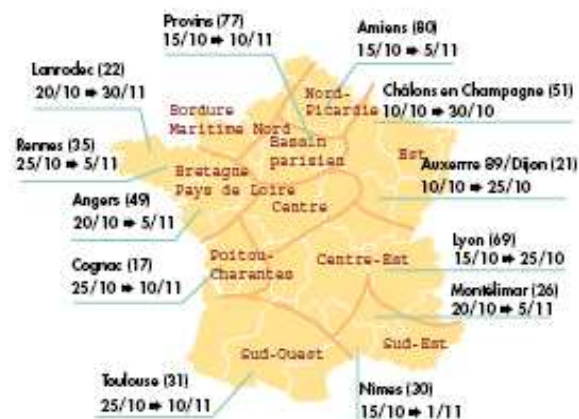 Provins (77)
15/10 ➡ 10/11
Amiens (80)
15/10 ➡ 5/11
Lanrodec (22)
20/10 ➡ 30/11
Nord-
Picardie
Châlons en Champagne (51)
10/10 ➡ 30/10
Bordure
Maritime Nord
Rennes (35)
25/10 ➡ 5/11
Bassin
parisien
Est
Bretagne
Pays de Loire
Auxerrre 89/Dijon (21)
10/10 ➡ 25/10
Angers (49)
20/10 ➡ 5/11
Centre
Lyon (69)
15/10 ➡ 25/10
Poitou-
Charentes
Centre-Est
Cognac (17)
25/10 ➡ 10/11
Montélimar (26)
20/10 ➡ 5/11
Sud-Est
Sud-Ouest
Toulouse (31)
25/10 ➡ 10/11
Nimes (30)
15/10 ➡ 1/11